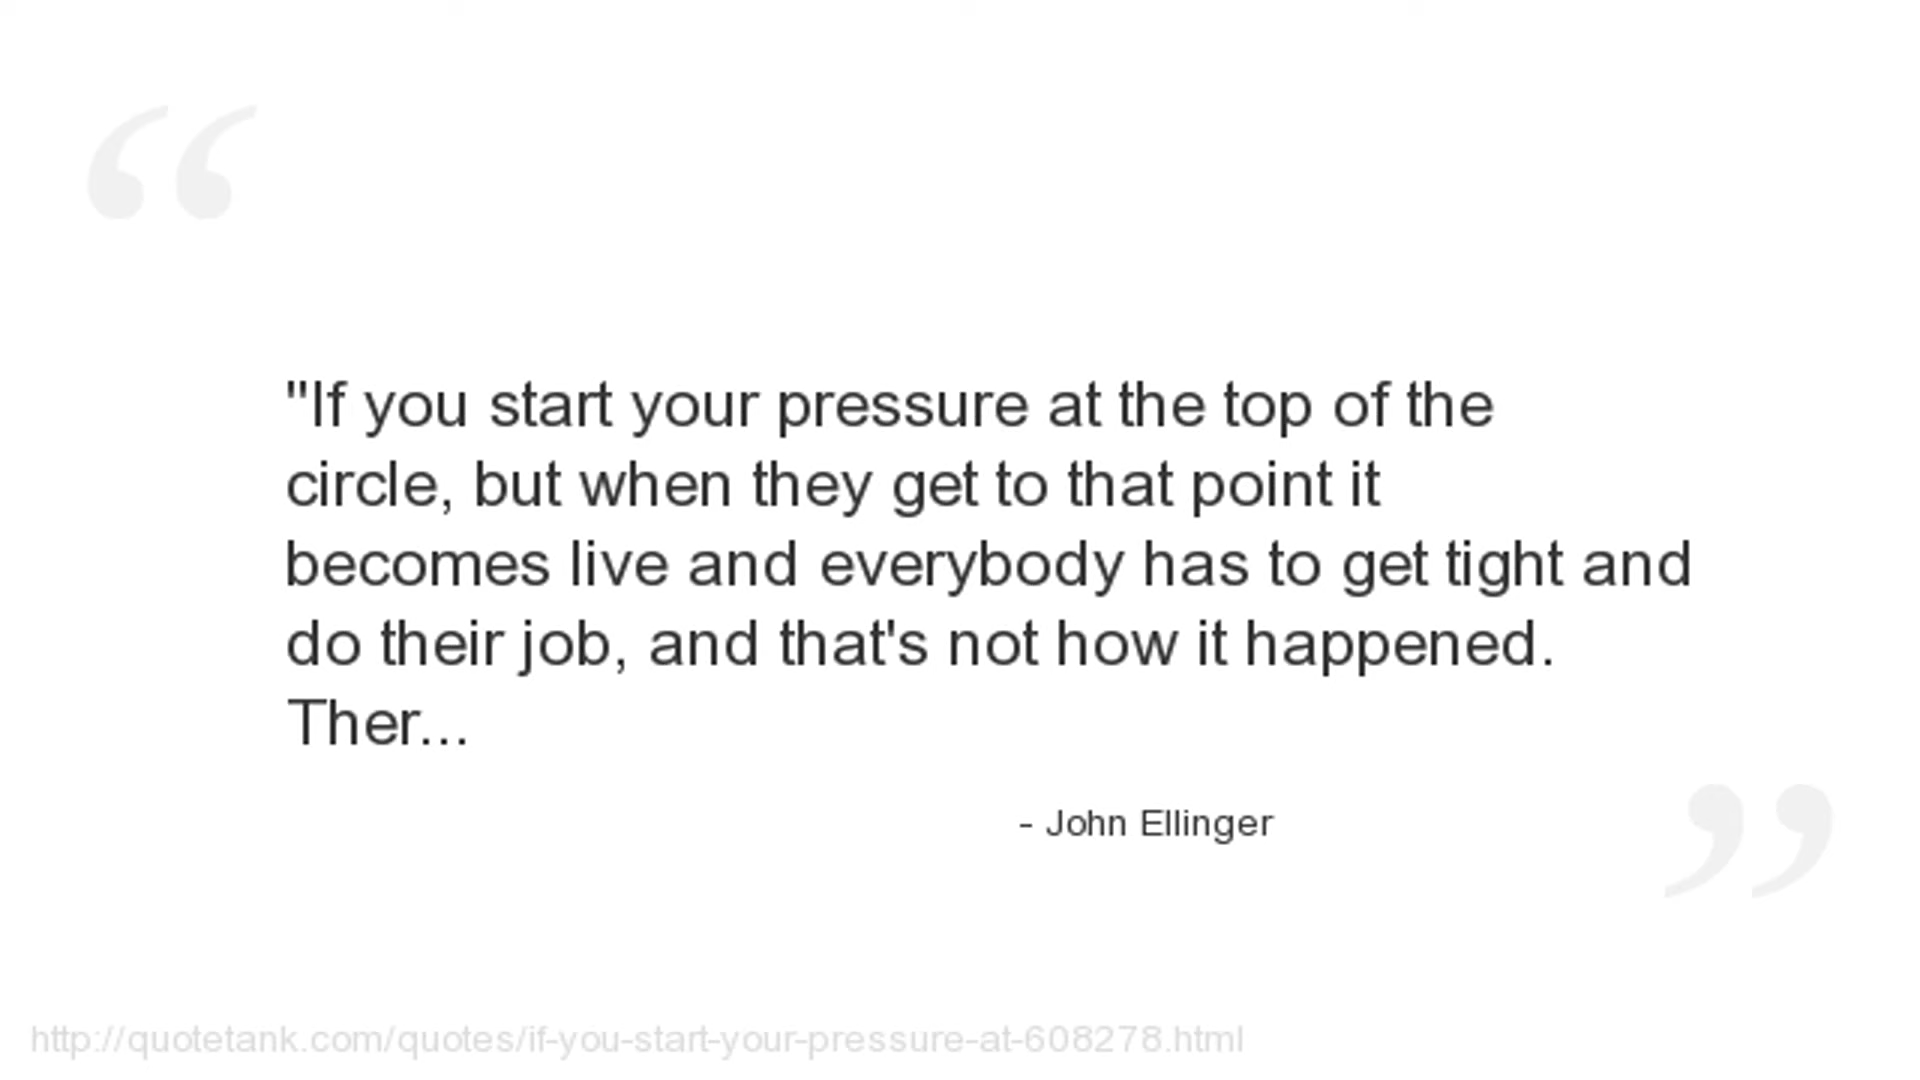 "If you start your pressure at the top of the
circle, but when they get to that point it
becomes live and everybody has to get tight and
do their job, and that's not how it happened.
Ther...
- John Ellinger
http://quotetank.com/quotes/if-you-start-your-pressure-at-608278.html